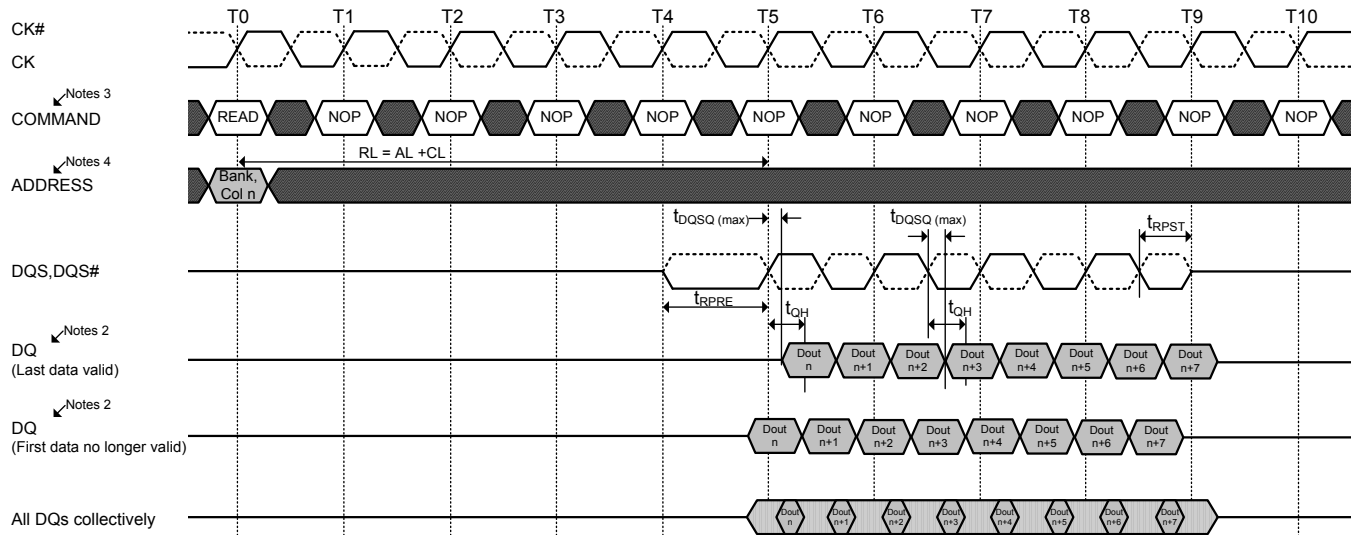 T0 T1 T2 T3 T4 T5 T6 T7 T8 T9 T10
CK#
CK
Notes 3
COMMAND
READ NOP NOP NOP NOP NOP NOP NOP NOP NOP NOP
Notes 4
RL = AL +CL
ADDRESS
Bank,
Col n
tDQSQ (max) tDQSQ (max) tRPST
DQS,DQS#
tRPRE tQH tQH
Notes 2
DQ
(Last data valid)
Dout n Dout n+1 Dout n+2 Dout n+3 Dout n+4 Dout n+5 Dout n+6 Dout n+7
Notes 2
DQ
(First data no longer valid)
Dout n Dout n+1 Dout n+2 Dout n+3 Dout n+4 Dout n+5 Dout n+6 Dout n+7
All DQs collectively
Dout n Dout n+1 Dout n+2 Dout n+3 Dout n+4 Dout n+5 Dout n+6 Dout n+7